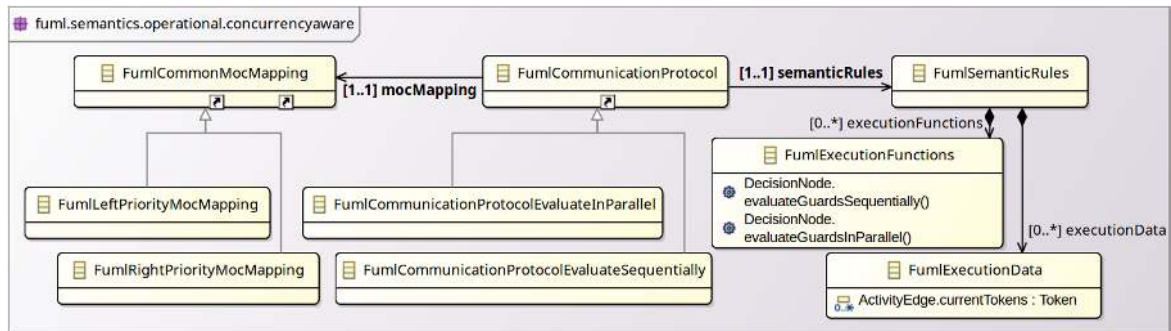 fuml.semantics.operational.concurrencyaware
FumlCommonMocMapping
[1..1] mocMapping
FumlCommunicationProtocol
[1..1] semanticRules
FumlSemanticRules
[0..*] executionFunctions
FumlExecutionFunctions
DecisionNode.
evaluateGuardsSequentially()
DecisionNode.
evaluateGuardsInParallel()
FumlLeftPriorityMocMapping
FumlCommunicationProtocolEvaluateInParallel
[0..*] executionData
FumlRightPriorityMocMapping
FumlCommunicationProtocolEvaluateSequentially
FumlExecutionData
0..* ActivityEdge.currentTokens : Token